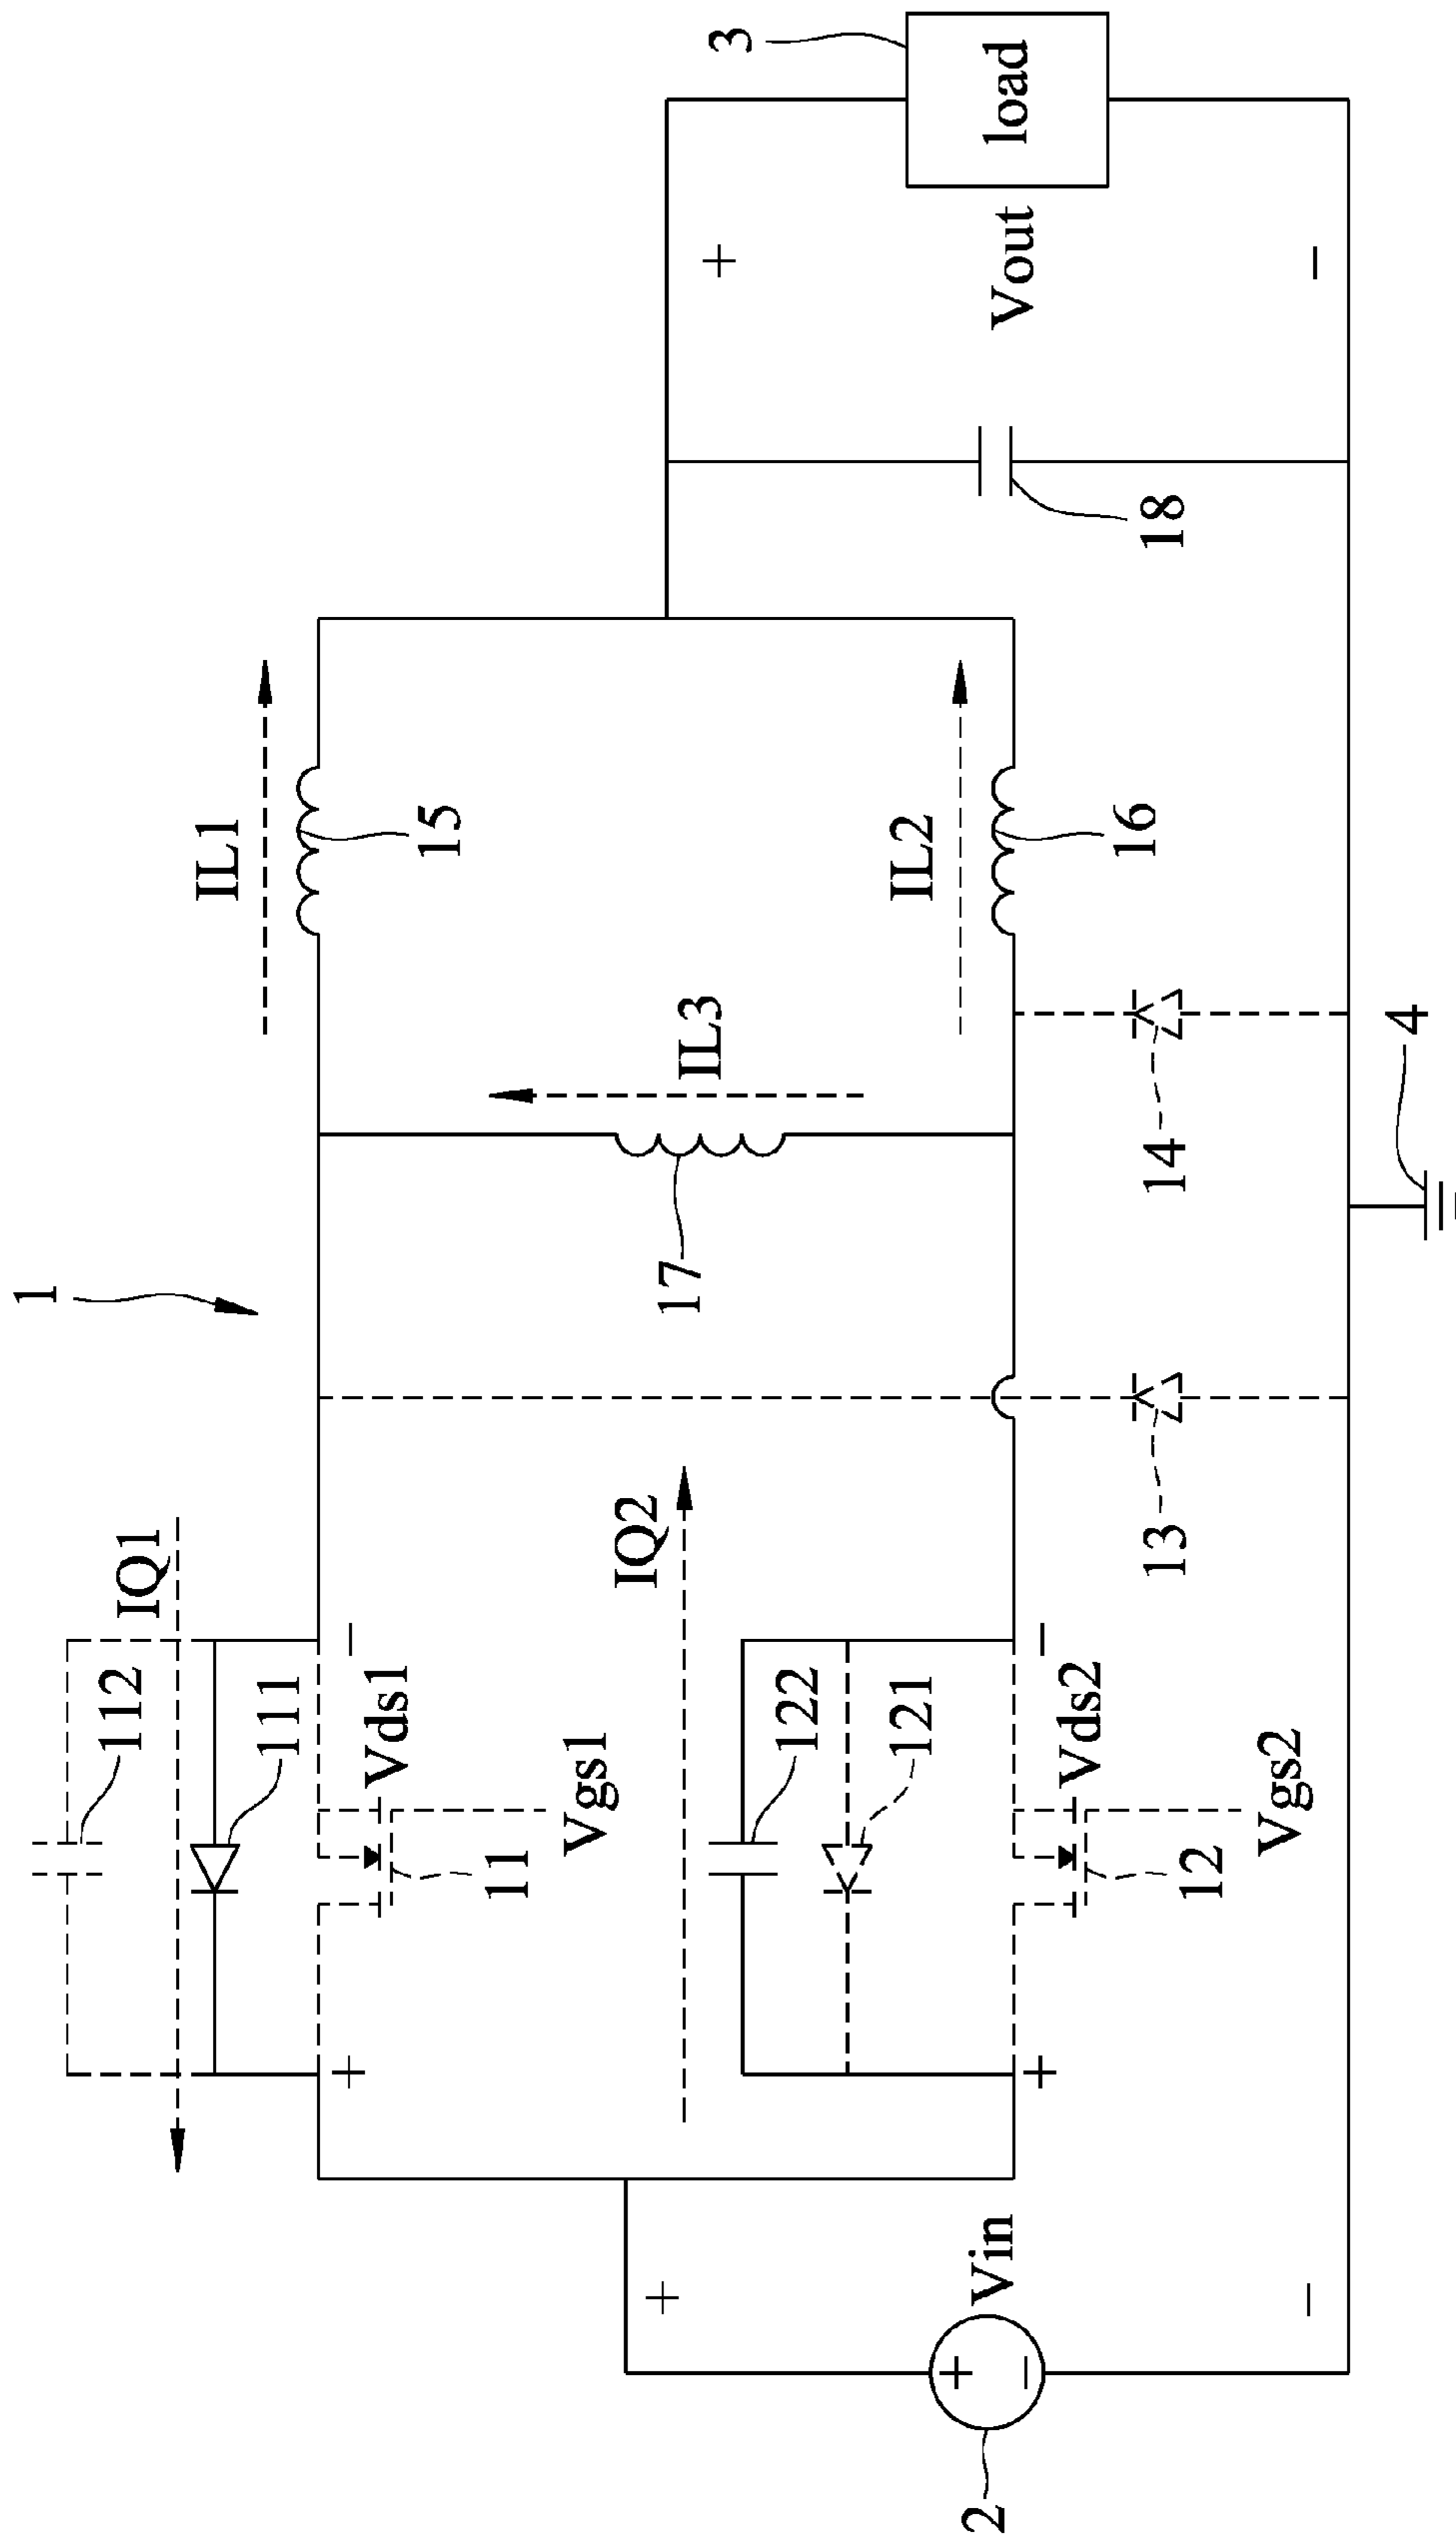 1
112
IQ1
111
IL1
+
−
Vds1
15
11
Vgs1
IQ2
17
IL3
+
3
+
122
121
IL2
+
−
2
+
−
Vin
load
Vout
12
Vds2
16
18
Vgs2
13
14
−
−
4